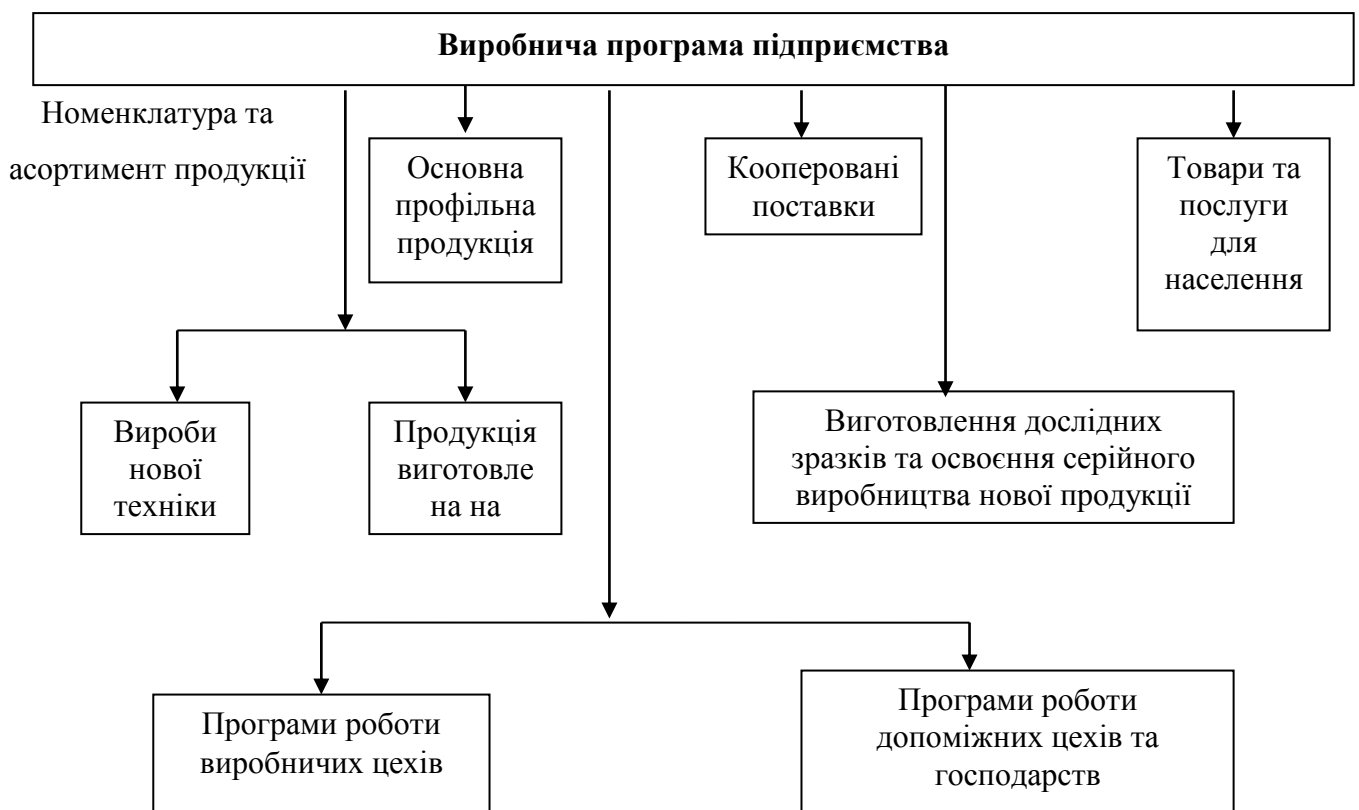 Виробнича програма підприємства
Номенклатура та
асортимент продукції
Основна
профільна
продукція
Кооперовані
поставки
Товари та
послуги
для
населення
Вироби
нової
техніки
Продукція
виготовле
на на
Виготовлення дослідних
зразків та освоєння серійного
виробництва нової продукції
Програми роботи
виробничих цехів
Програми роботи
допоміжних цехів та
господарств